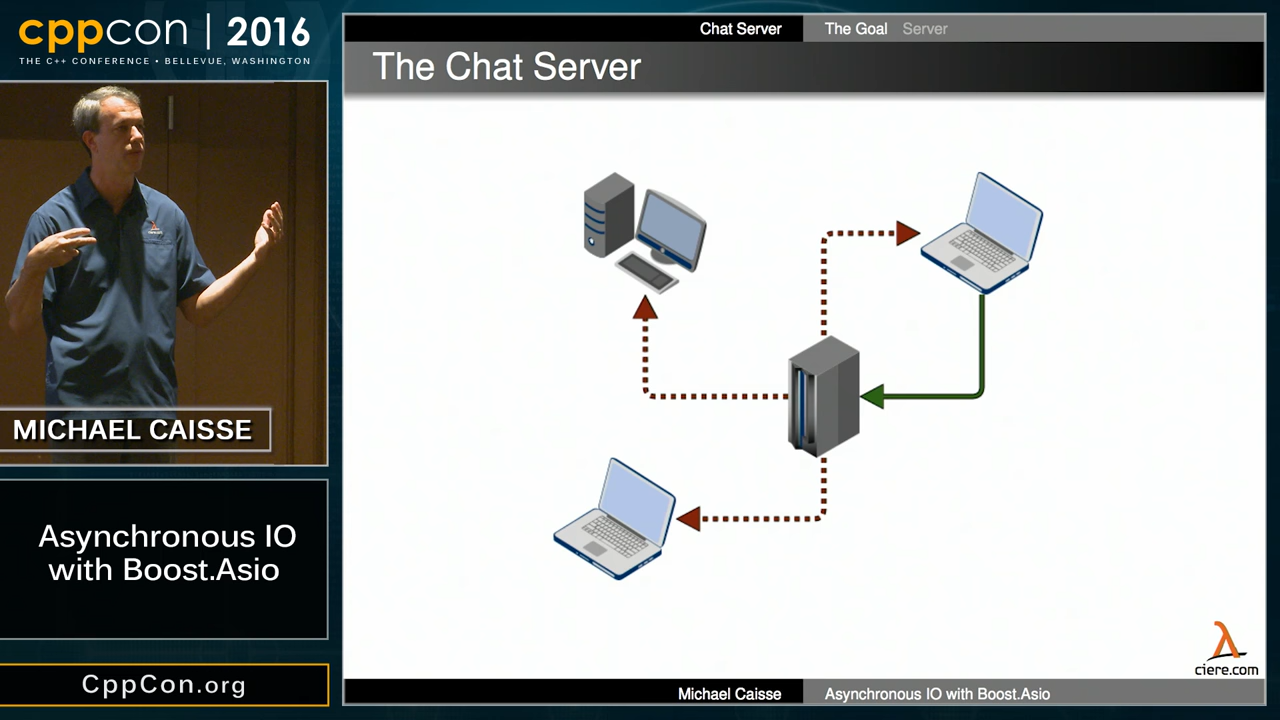 cppcon | 2016
THE C++ CONFERENCE • BELLEVUE, WASHINGTON
MICHAEL CAISSE
Asynchronous IO
with Boost.Asio
CppCon.org
Chat Server
The Goal Server
The Chat Server
ciere.com
Michael Caisse
Asynchronous IO with Boost.Asio